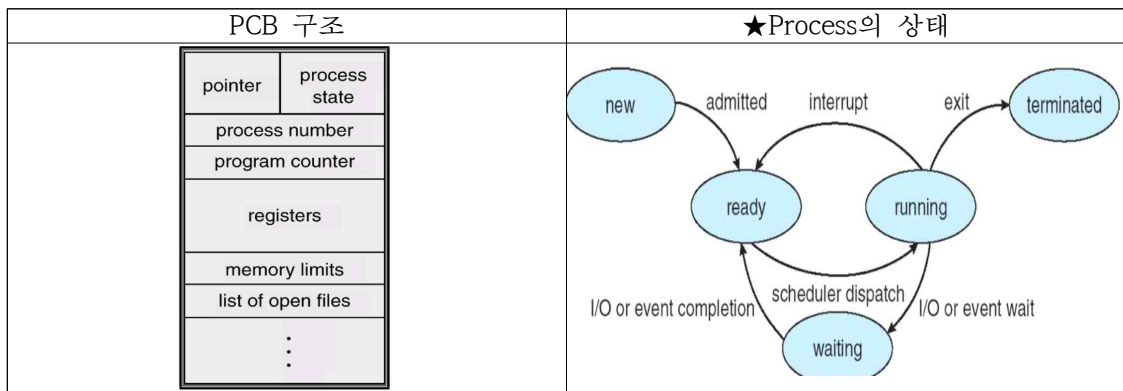 PCB 구조
★Process의 상태
pointer
process
state
process number
program counter
registers
memory limits
list of open files
new
admitted
interrupt
exit
terminated
ready
running
scheduler dispatch
I/O or event completion
I/O or event wait
waiting